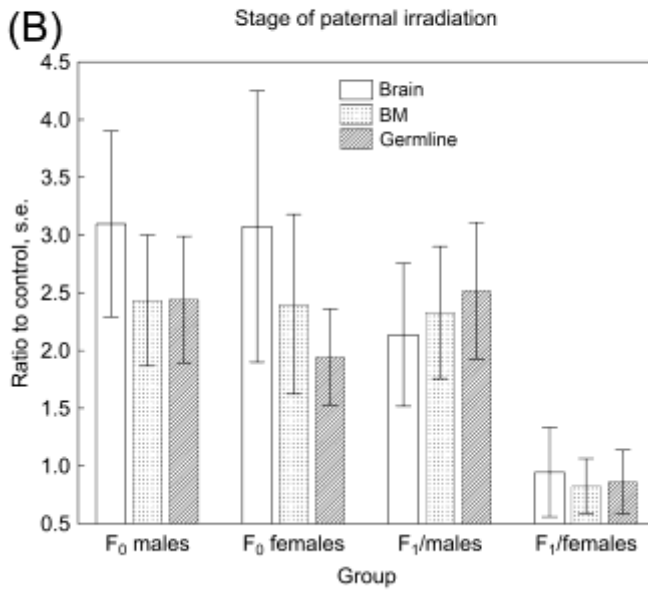 (B)
Stage of paternal irradiation
4.5
4.0
3.5
3.0
2.5
2.0
1.5
1.0
0.5
Ratio to control, s.e.
Brain
BM
Germline
F₀ males F₀ females F₁/males F₁/females
Group